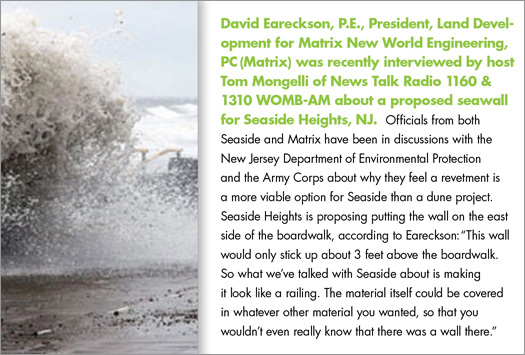 David Eareckson, P.E., President, Land Devel-
opment for Matrix New World Engineering,
PC (Matrix) was recently interviewed by host
Tom Mongelli of News Talk Radio 1160 &
1310 WOMB-AM about a proposed seawall
for Seaside Heights, NJ. Officials from both
Seaside and Matrix have been in discussions with the
New Jersey Department of Environmental Protection
and the Army Corps about why they feel a revetment is
a more viable option for Seaside than a dune project.
Seaside Heights is proposing putting the wall on the east
side of the boardwalk, according to Eareckson: “This wall
would only stick up about 3 feet above the boardwalk.
So what we’ve talked with Seaside about is making
it look like a railing. The material itself could be covered
in whatever other material you wanted, so that you
wouldn’t even really know that there was a wall there.”